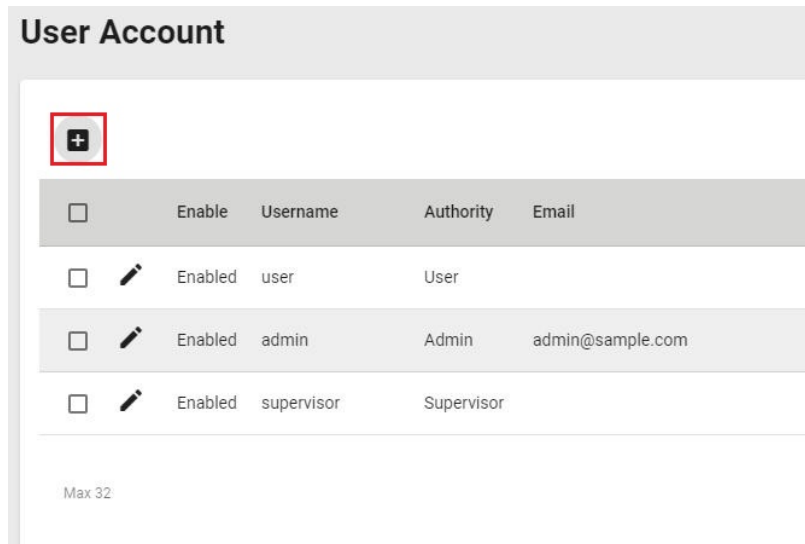 User Account
Enable Username Authority Email
Enabled user User
Enabled admin Admin admin@sample.com
Enabled supervisor Supervisor
Max 32